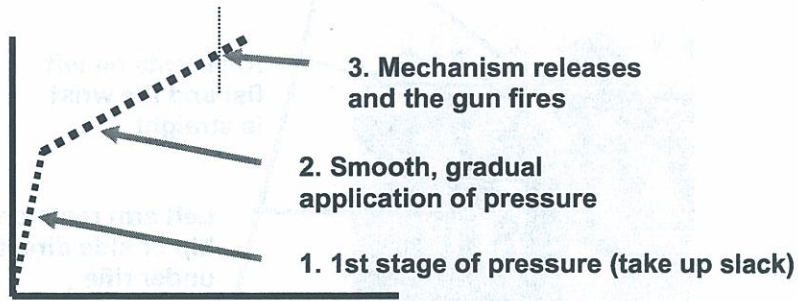 3. Mechanism releases
and the gun fires
2. Smooth, gradual
application of pressure
1. 1st stage of pressure (take up slack)